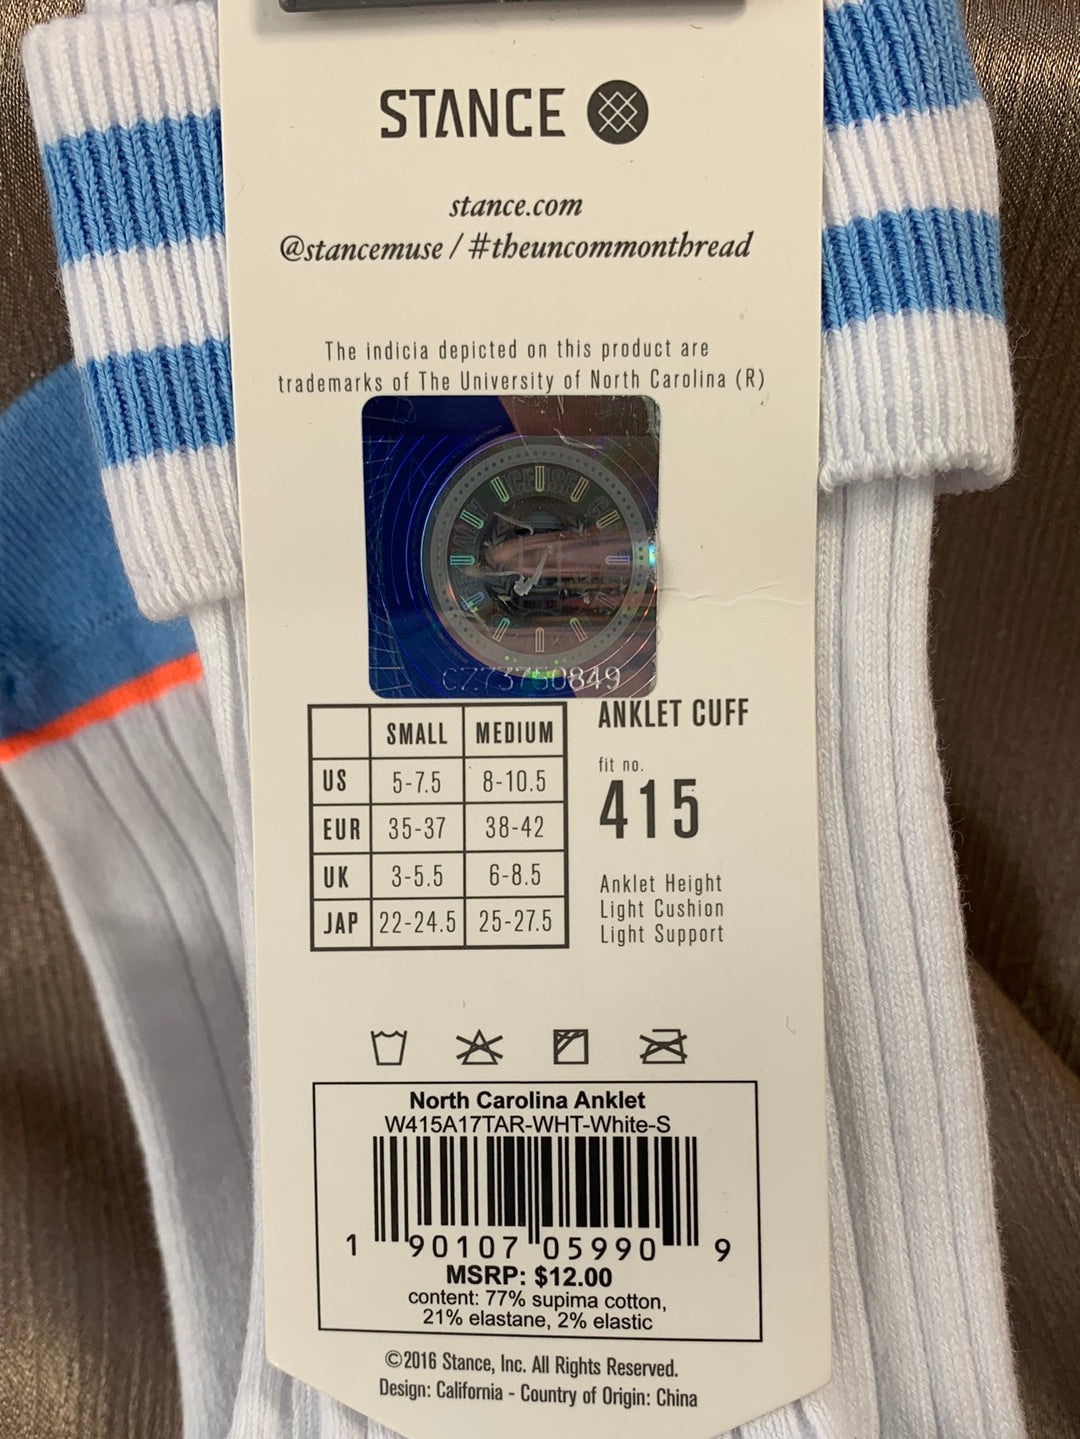 STANCE
stance.com
@stancemuse / #theuncommonthread
The indicia depicted on this product are
trademarks of The University of North Carolina (R)
CZ73750849
SMALL MEDIUM
US 5-7.5 8-10.5
EUR 35-37 38-42
UK 3-5.5 6-8.5
JAP 22-24.5 25-27.5
ANKLET CUFF
fit no.
415
Anklet Height
Light Cushion
Light Support
North Carolina Anklet
W415A17TAR-WHT-White-S
1 90107 05990 9
MSRP: $12.00
content: 77% supima cotton,
21% elastane, 2% elastic
©2016 Stance, Inc. All Rights Reserved.
Design: California - Country of Origin: China